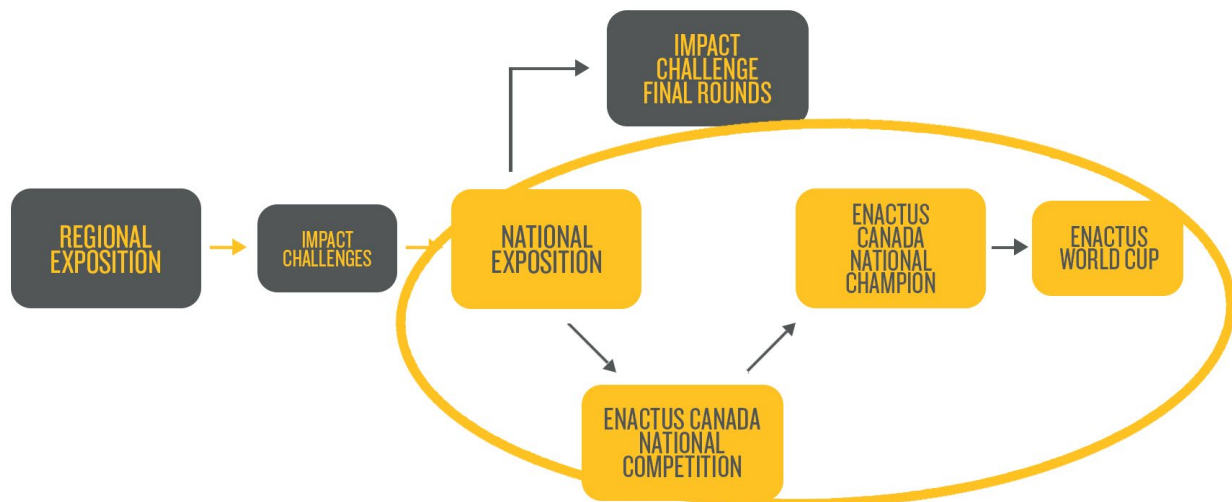 IMPACT
CHALLENGE
FINAL ROUNDS
REGIONAL
EXPOSITION
IMPACT
CHALLENGES
NATIONAL
EXPOSITION
ENACTUS CANADA
NATIONAL
COMPETITION
ENACTUS
CANADA
NATIONAL
CHAMPION
ENACTUS
WORLD CUP